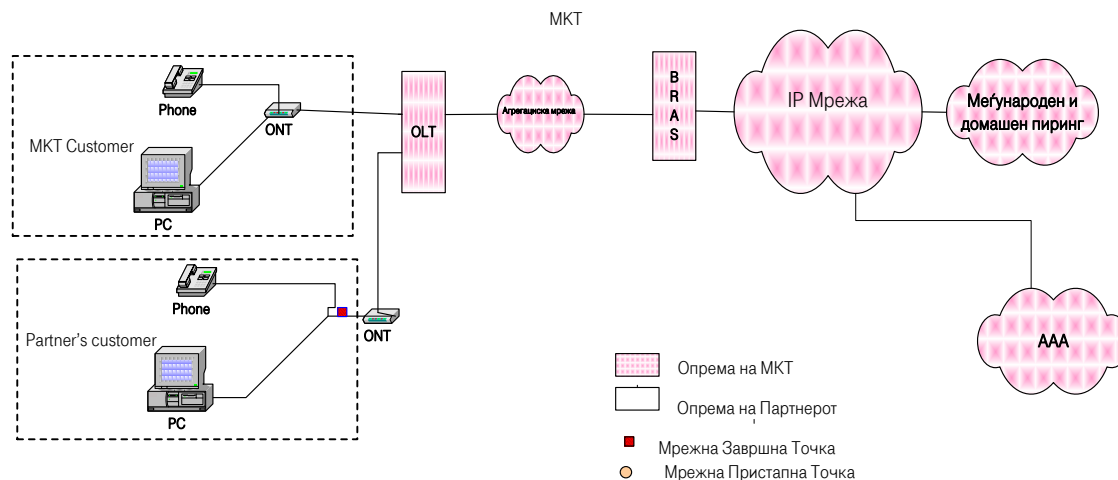 МКТ
Phone
ONT
MKT Customer
PC
OLT
Агрегациска мрежа
B
R
A
S
IP Мрежа
Меѓународен и
домашен пиринг
Phone
ONT
Partner's customer
PC
AAA
Опрема на МКТ
Опрема на Партнерот
Мрежна Завршна Точка
Мрежна Пристапна Точка